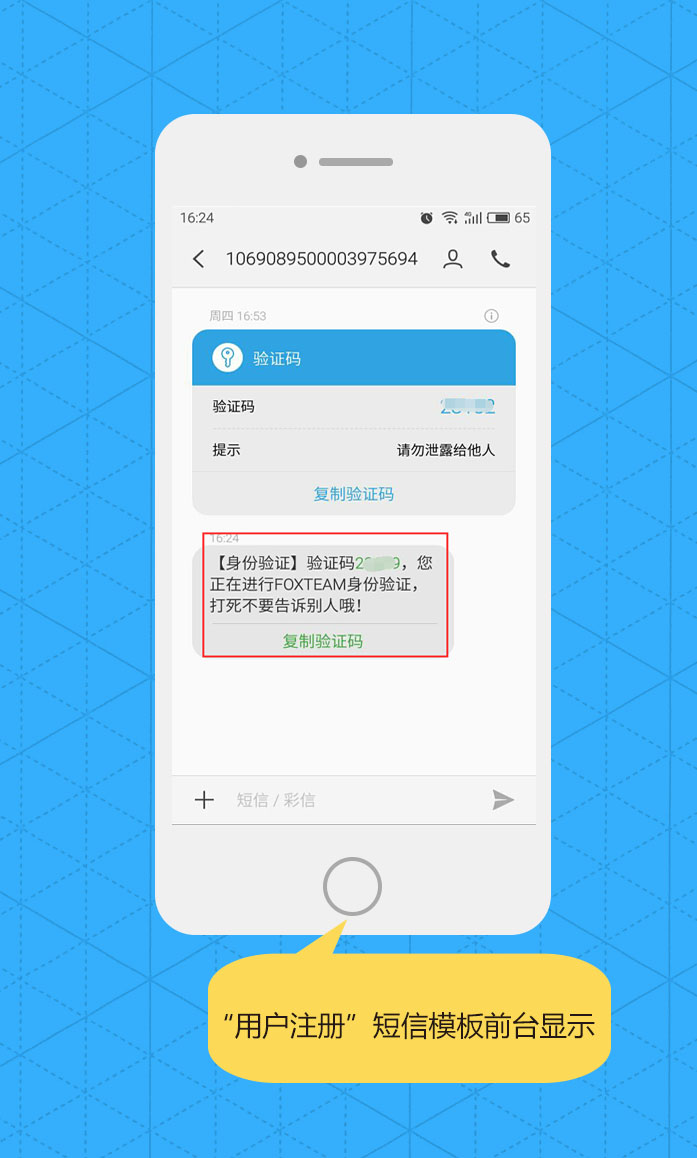 16:24
4G
65
1069089500003975694
周四 16:53
验证码
验证码
提示
请勿泄露给他人
复制验证码
16:24
【身份验证】验证码2 9，您
正在进行FOXTEAM身份验证，
打死不要告诉别人哦！
复制验证码
短信 / 彩信
“用户注册”短信模板前台显示